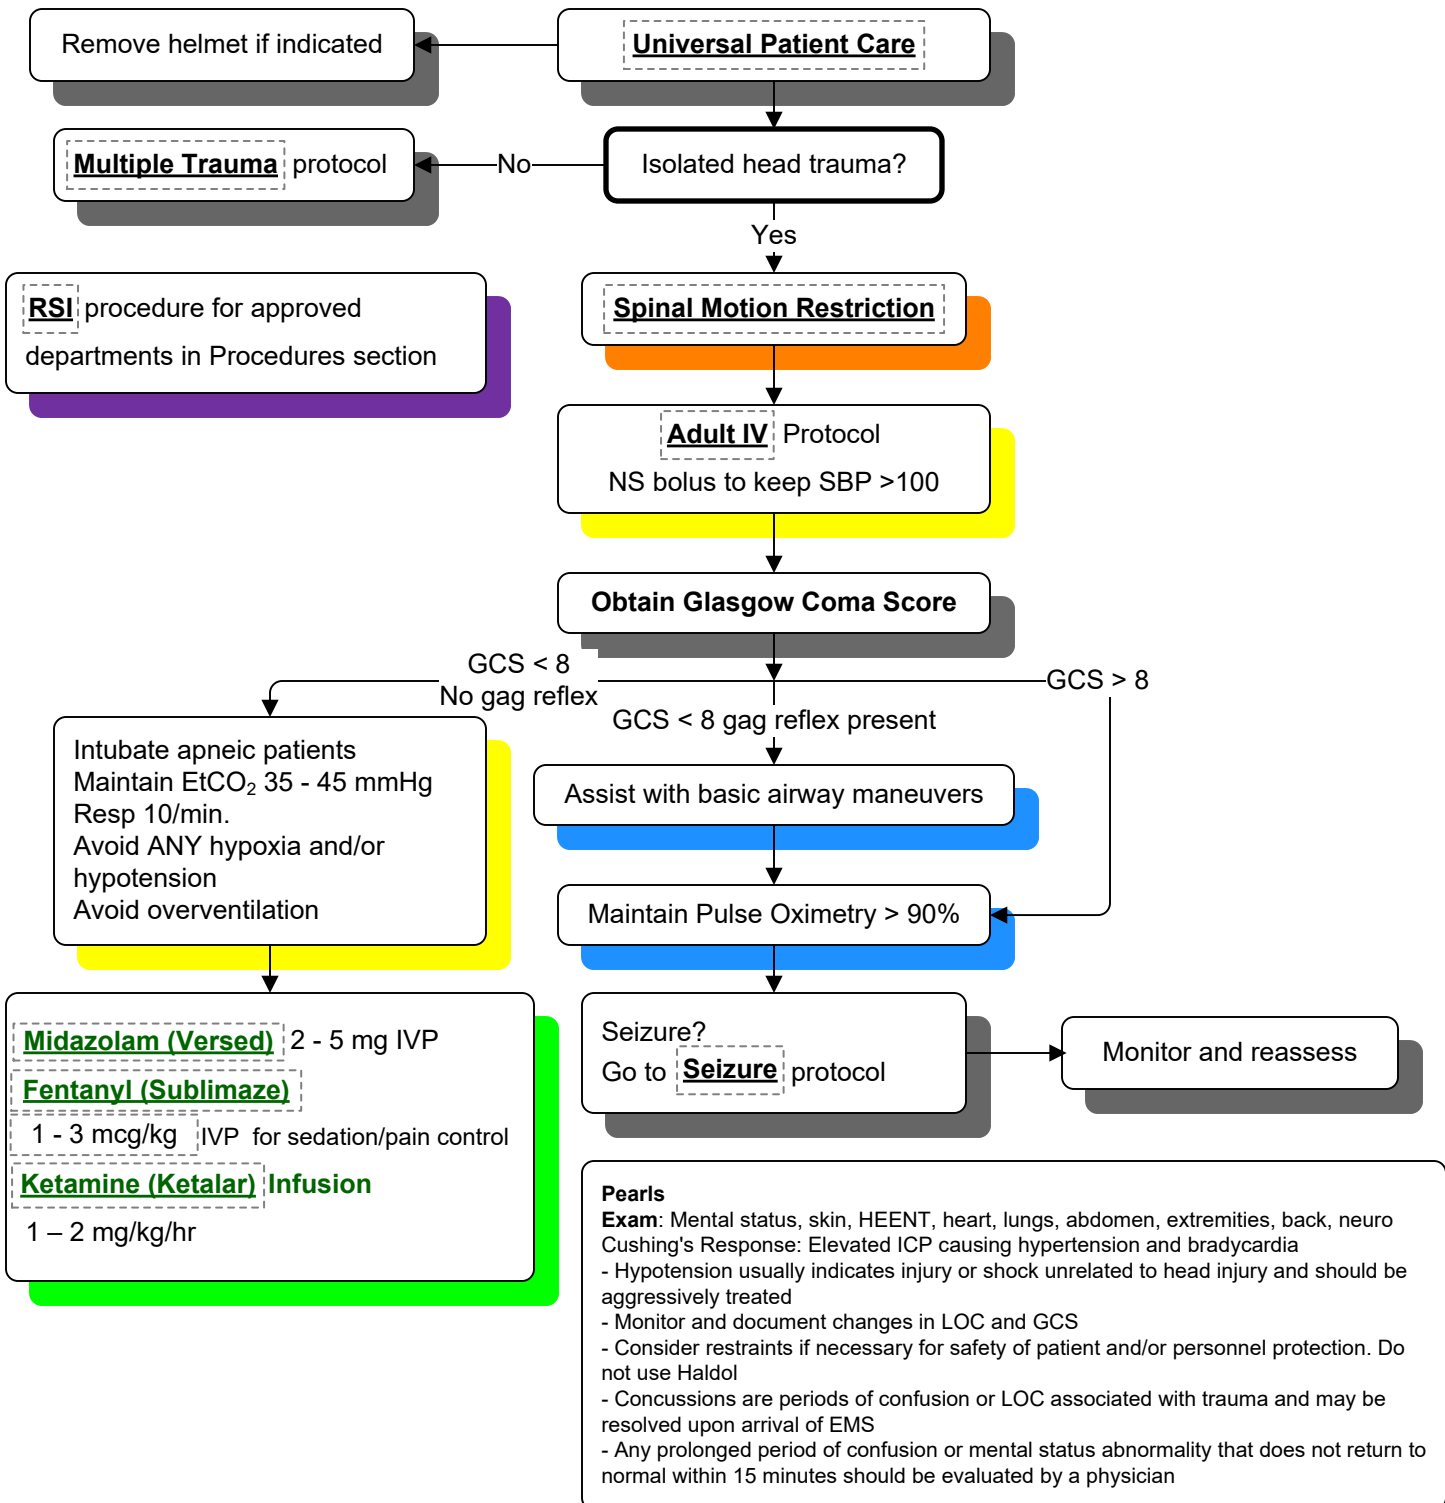 Remove helmet if indicated
Universal Patient Care
Multiple Trauma protocol
No
Isolated head trauma?
Yes
RSI procedure for approved
departments in Procedures section
Spinal Motion Restriction
Adult IV Protocol
NS bolus to keep SBP >100
Obtain Glasgow Coma Score
GCS < 8
No gag reflex
GCS < 8 gag reflex present
GCS > 8
Intubate apneic patients
Maintain EtCO₂ 35 - 45 mmHg
Resp 10/min.
Avoid ANY hypoxia and/or
hypotension
Avoid overventilation
Assist with basic airway maneuvers
Maintain Pulse Oximetry > 90%
Midazolam (Versed) 2 - 5 mg IVP
Fentanyl (Sublimaze)
1 - 3 mcg/kg IVP for sedation/pain control
Ketamine (Ketalar) Infusion
1 – 2 mg/kg/hr
Seizure?
Go to Seizure protocol
Monitor and reassess
Pearls
Exam: Mental status, skin, HEENT, heart, lungs, abdomen, extremities, back, neuro
Cushing's Response: Elevated ICP causing hypertension and bradycardia
- Hypotension usually indicates injury or shock unrelated to head injury and should be
aggressively treated
- Monitor and document changes in LOC and GCS
- Consider restraints if necessary for safety of patient and/or personnel protection. Do
not use Haldol
- Concussions are periods of confusion or LOC associated with trauma and may be
resolved upon arrival of EMS
- Any prolonged period of confusion or mental status abnormality that does not return to
normal within 15 minutes should be evaluated by a physician